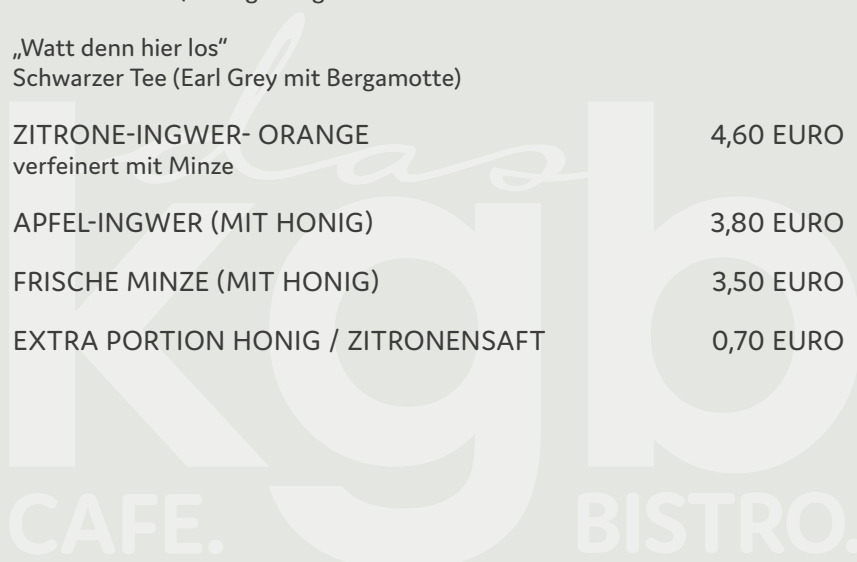 „Watt denn hier los“
Schwarzer Tee (Earl Grey mit Bergamotte)
ZITRONE-INGWER- ORANGE 4,60 EURO
verfeinert mit Minze
APFEL-INGWER (MIT HONIG) 3,80 EURO
FRISCHE MINZE (MIT HONIG) 3,50 EURO
EXTRA PORTION HONIG / ZITRONENSAFT 0,70 EURO
das
kgb
CAFE. BISTRO.